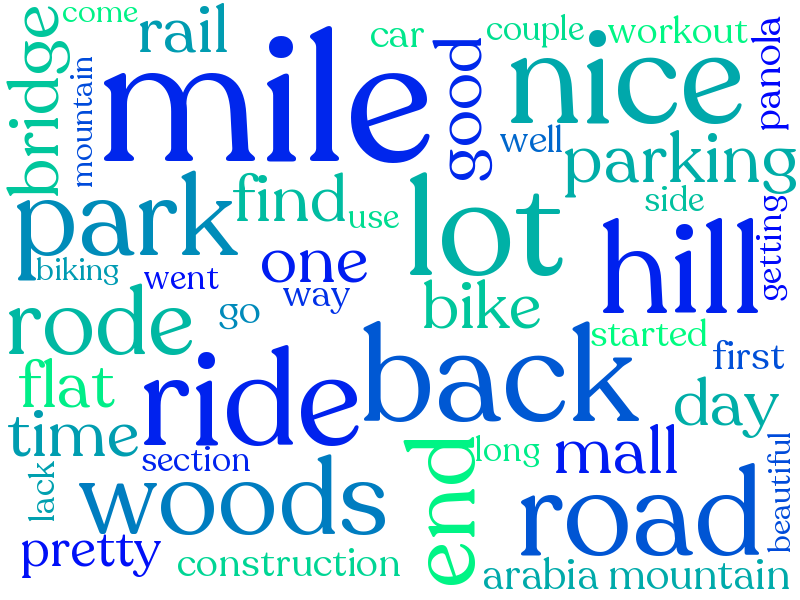 come
rail
car
couple
workout
bridge
mountain
mile
good
nice
panola
well
parking
park
find
use
lot
side
getting
biking
went
one
way
hill
rode
go
bike
started
flat
ride
back
first
time
day
section
long
mall
lack
woods
end
road
beautiful
pretty
construction
arabia mountain